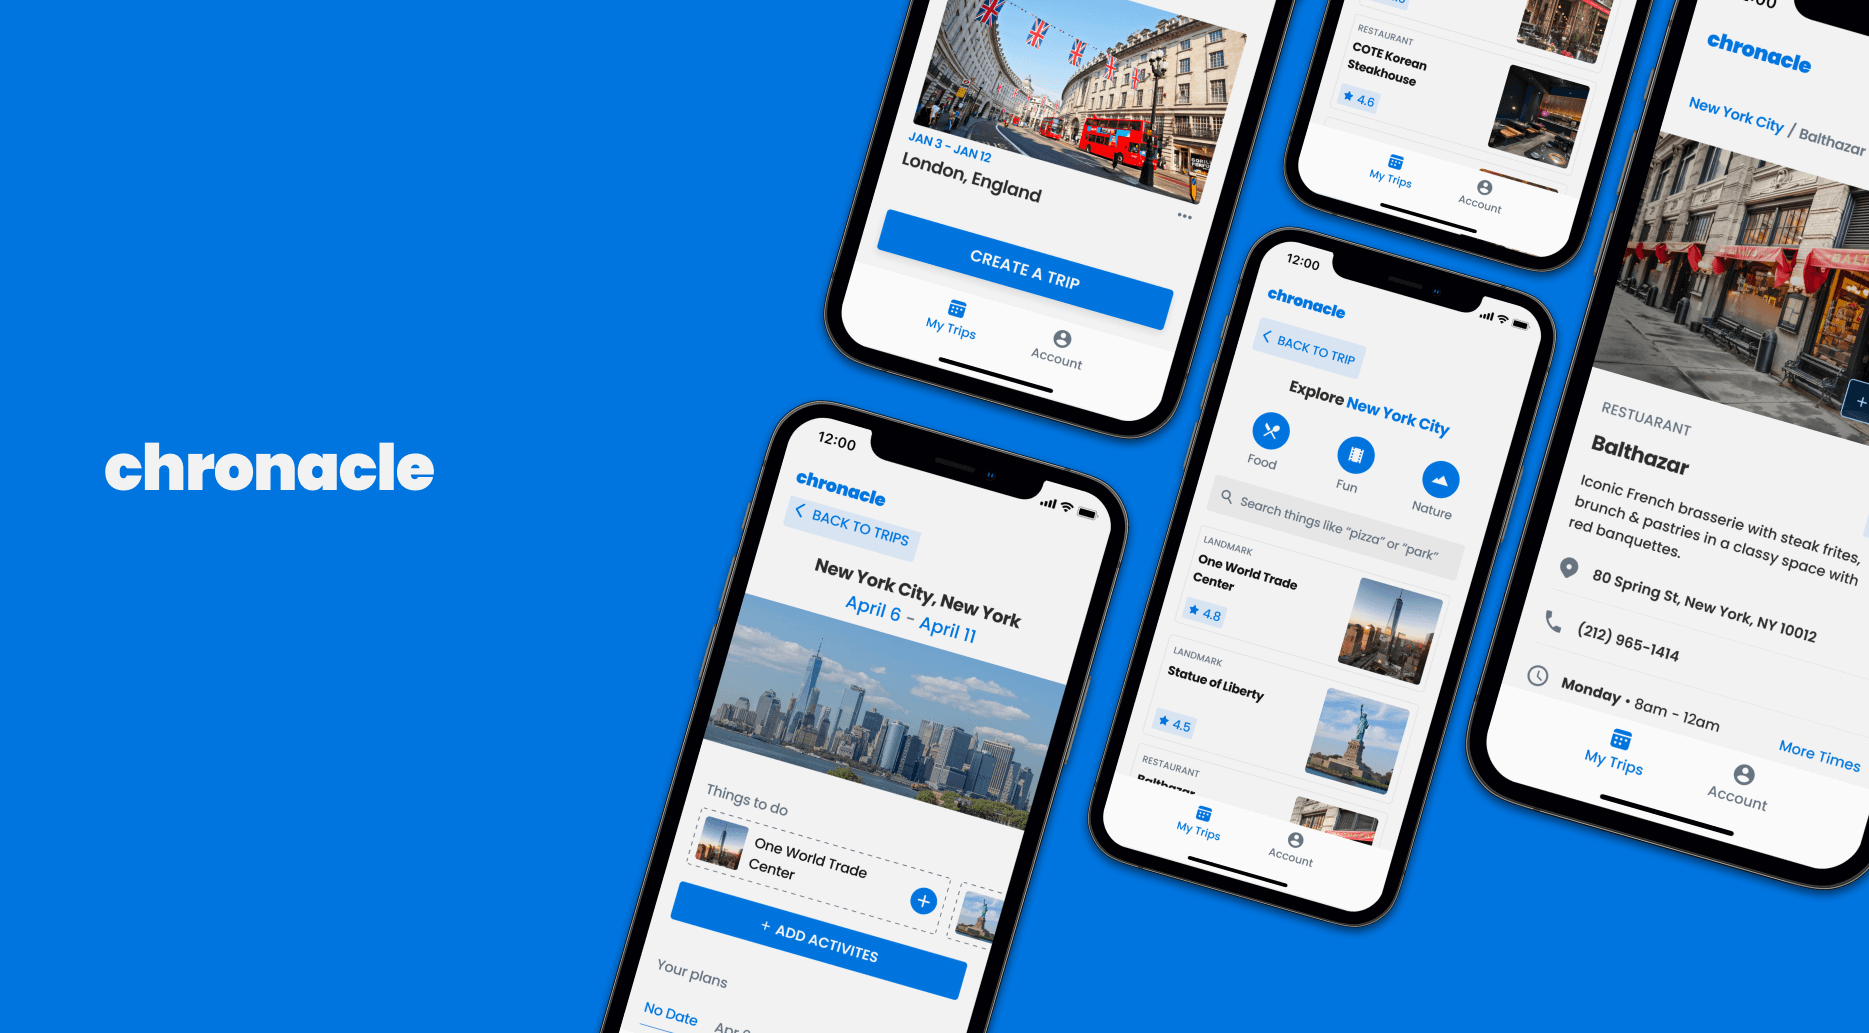 chronacle
JAN 3 - JAN 12
London, England
CREATE A TRIP
My Trips
Account
12:00
chronacle
BACK TO TRIPS
New York City, New York
April 6 - April 11
Things to do
One World Trade
Center
+ ADD ACTIVITES
Your plans
No Date
RESTAURANT
COTE Korean
Steakhouse
4.6
My Trips
Account
12:00
chronacle
BACK TO TRIP
Explore New York City
Food
Fun
Nature
Search things like “pizza” or “park”
LANDMARK
One World Trade
Center
4.8
LANDMARK
Statue of Liberty
4.5
RESTAURANT
Balthazar
My Trips
Account
chronacle
New York City / Balthazar
RESTUARANT
Balthazar
Iconic French brasserie with steak frites,
brunch & pastries in a classy space with
red banquettes.
80 Spring St, New York, NY 10012
(212) 965-1414
Monday • 8am - 12am
More Times
My Trips
Account